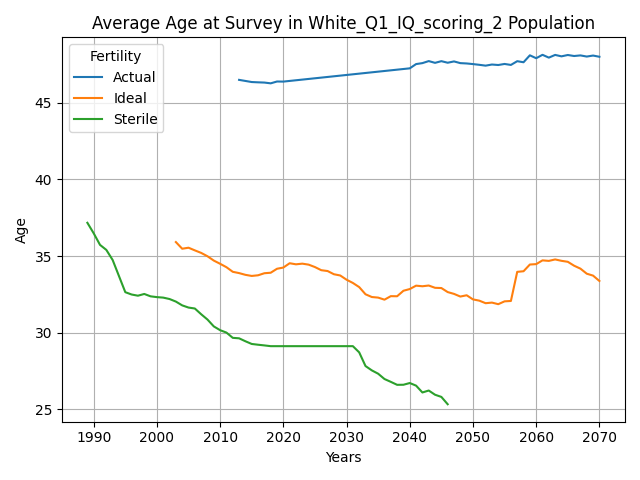 Average Age at Survey in White_Q1_IQ_scoring_2 Population
Fertility
Actual
Ideal
Sterile
45
40
35
30
25
Age
1990 2000 2010 2020 2030 2040 2050 2060 2070
Years